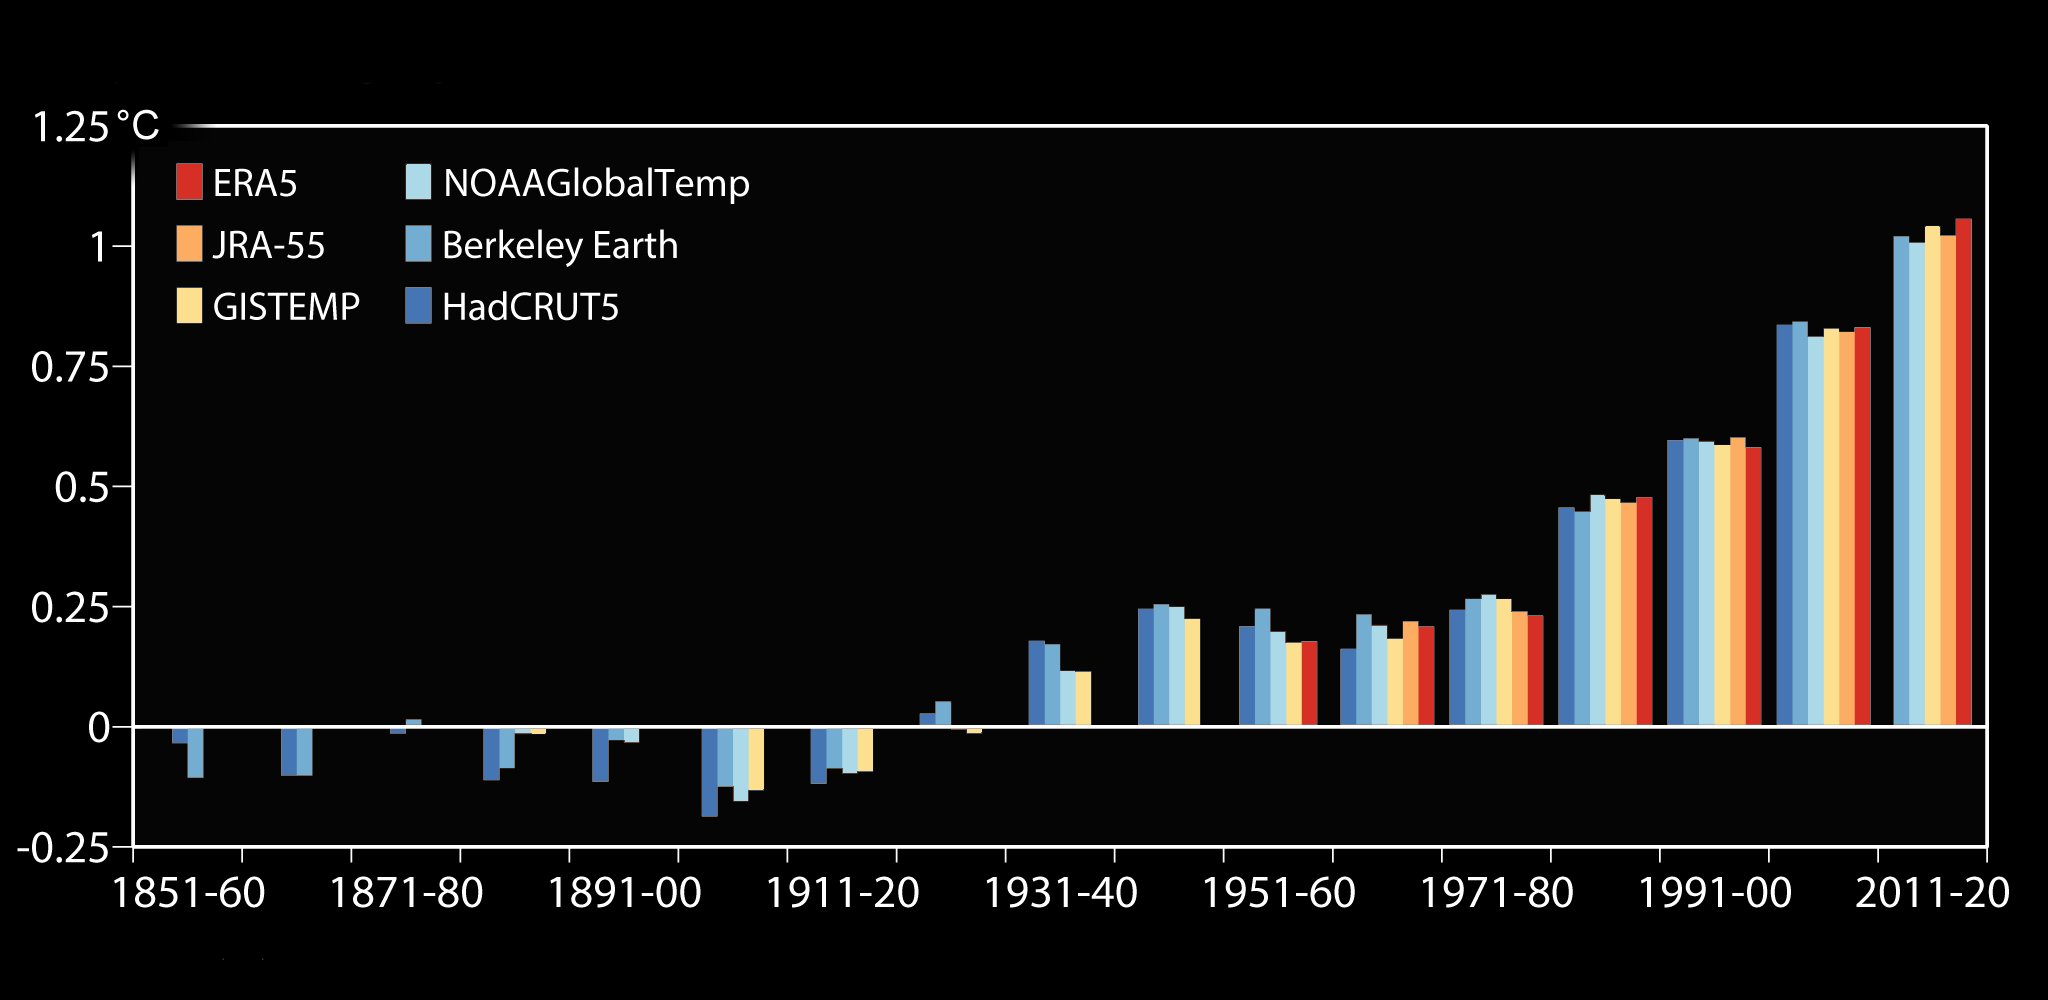 1.25 °C
ERA5
NOAAGlobalTemp
JRA-55
Berkeley Earth
GISTEMP
HadCRUT5
1
0.75
0.5
0.25
0
-0.25
1851-60 1871-80 1891-00 1911-20 1931-40 1951-60 1971-80 1991-00 2011-20